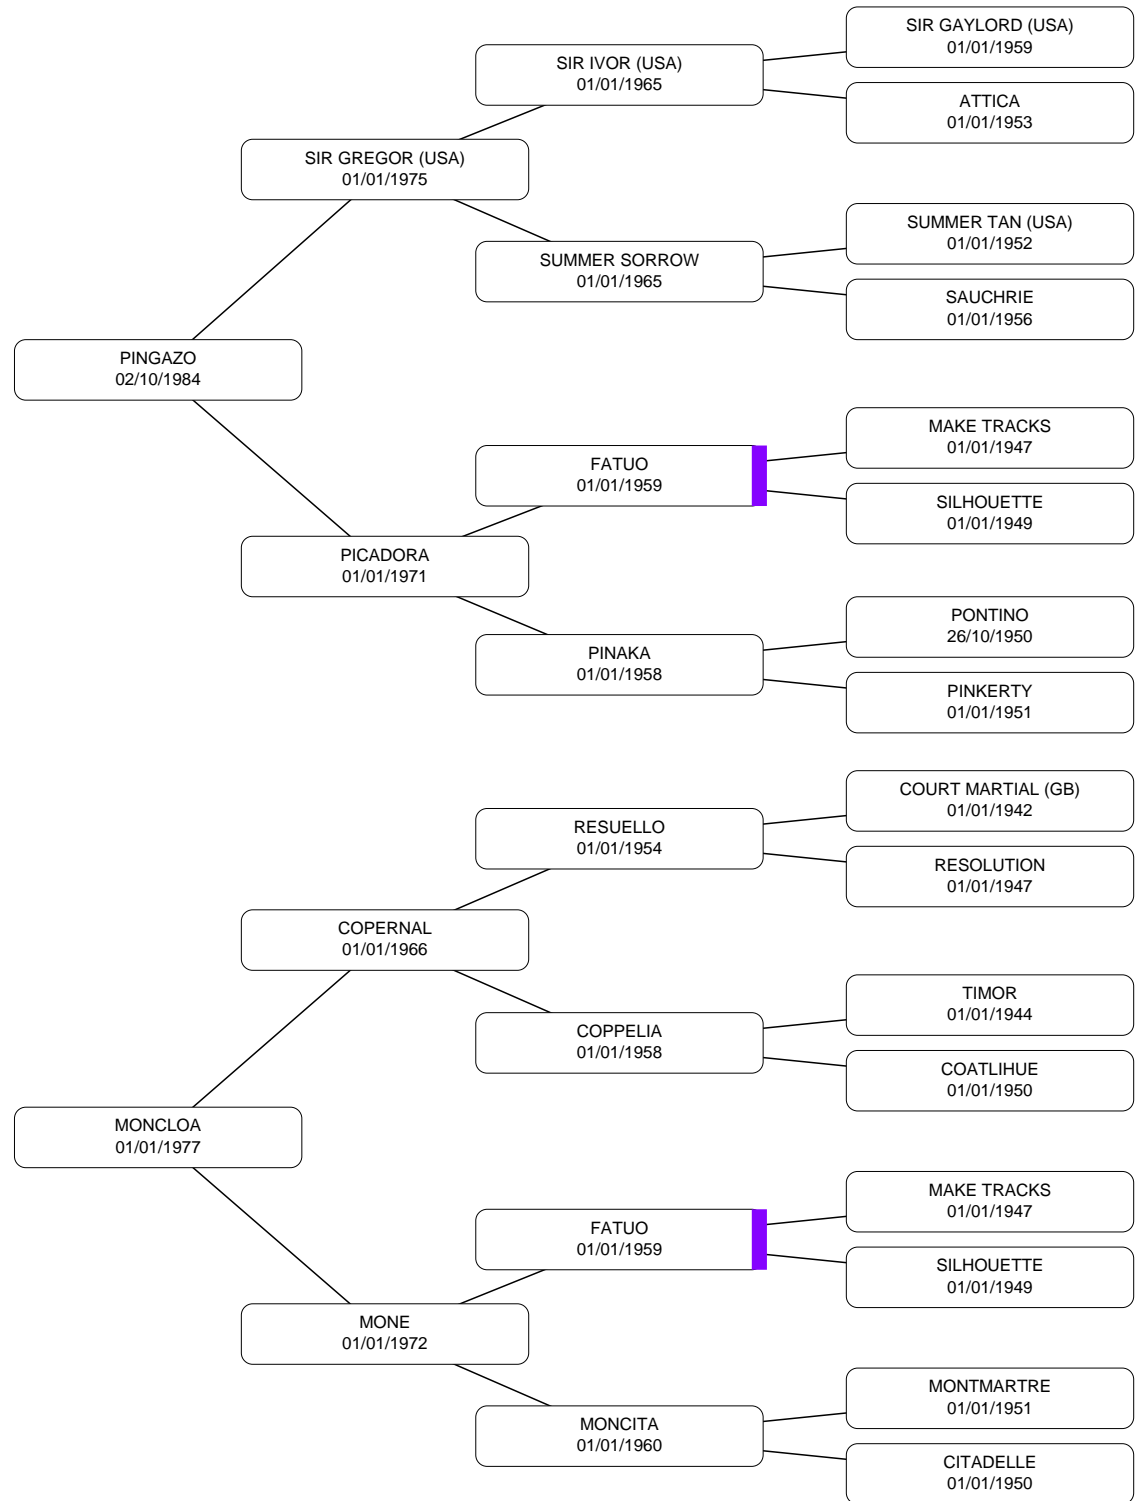 SIR GAYLORD (USA)
01/01/1959
SIR IVOR (USA)
01/01/1965
ATTICA
01/01/1953
SIR GREGOR (USA)
01/01/1975
SUMMER TAN (USA)
01/01/1952
SUMMER SORROW
01/01/1965
SAUCHRIE
01/01/1956
PINGAZO
02/10/1984
MAKE TRACKS
01/01/1947
FATUO
01/01/1959
SILHOUETTE
01/01/1949
PICADORA
01/01/1971
PONTINO
26/10/1950
PINAKA
01/01/1958
PINKERTY
01/01/1951
COURT MARTIAL (GB)
01/01/1942
RESUELLO
01/01/1954
RESOLUTION
01/01/1947
COPERNAL
01/01/1966
TIMOR
01/01/1944
COPPELIA
01/01/1958
COATLIHUE
01/01/1950
MONCLOA
01/01/1977
MAKE TRACKS
01/01/1947
FATUO
01/01/1959
SILHOUETTE
01/01/1949
MONE
01/01/1972
MONTMARTRE
01/01/1951
MONCITA
01/01/1960
CITADELLE
01/01/1950